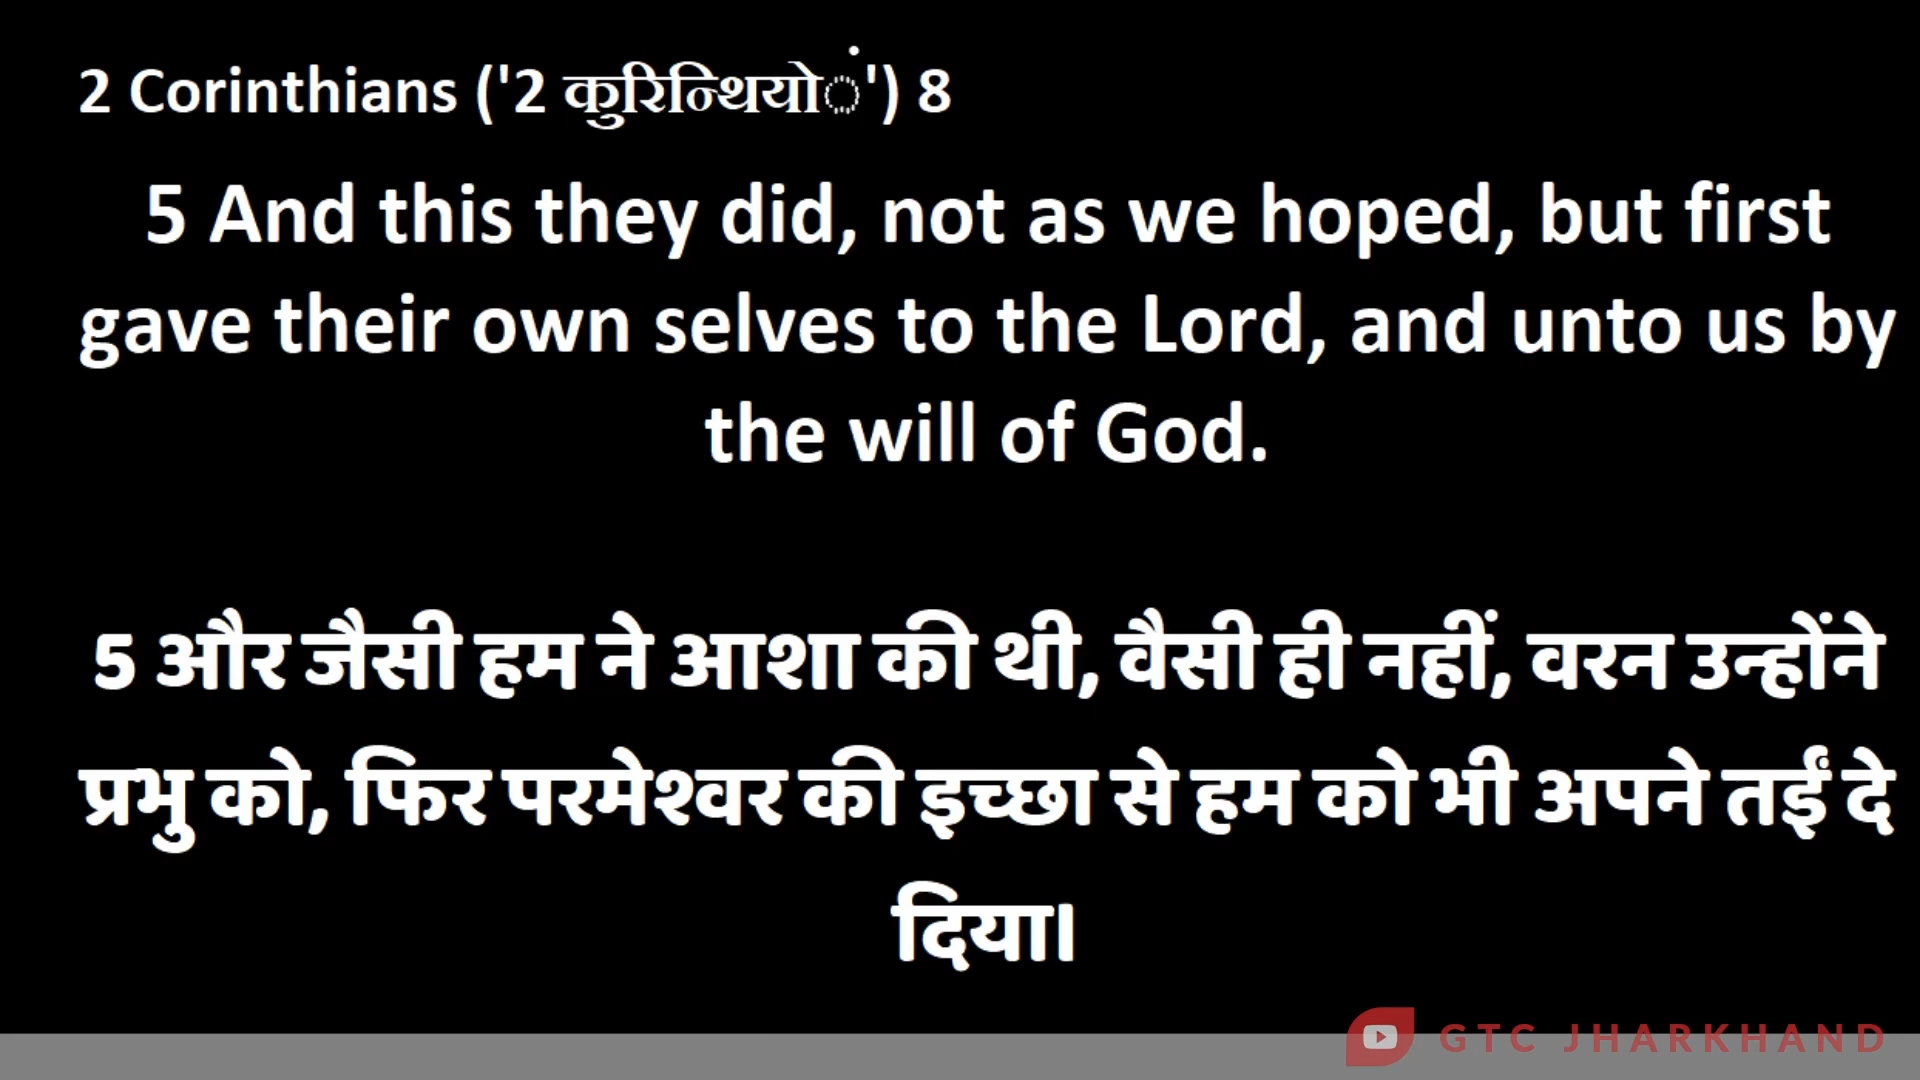 2 Corinthians ('2 कुरिन्थियों') 8
5 And this they did, not as we hoped, but first
gave their own selves to the Lord, and unto us by
the will of God.
5 और जैसी हम ने आशा की थी, वैसी ही नहीं, वरन उन्होंने
प्रभु को, फिर परमेश्वर की इच्छा से हम को भी अपने तईं दे
दिया।
GTC JHARKHAND